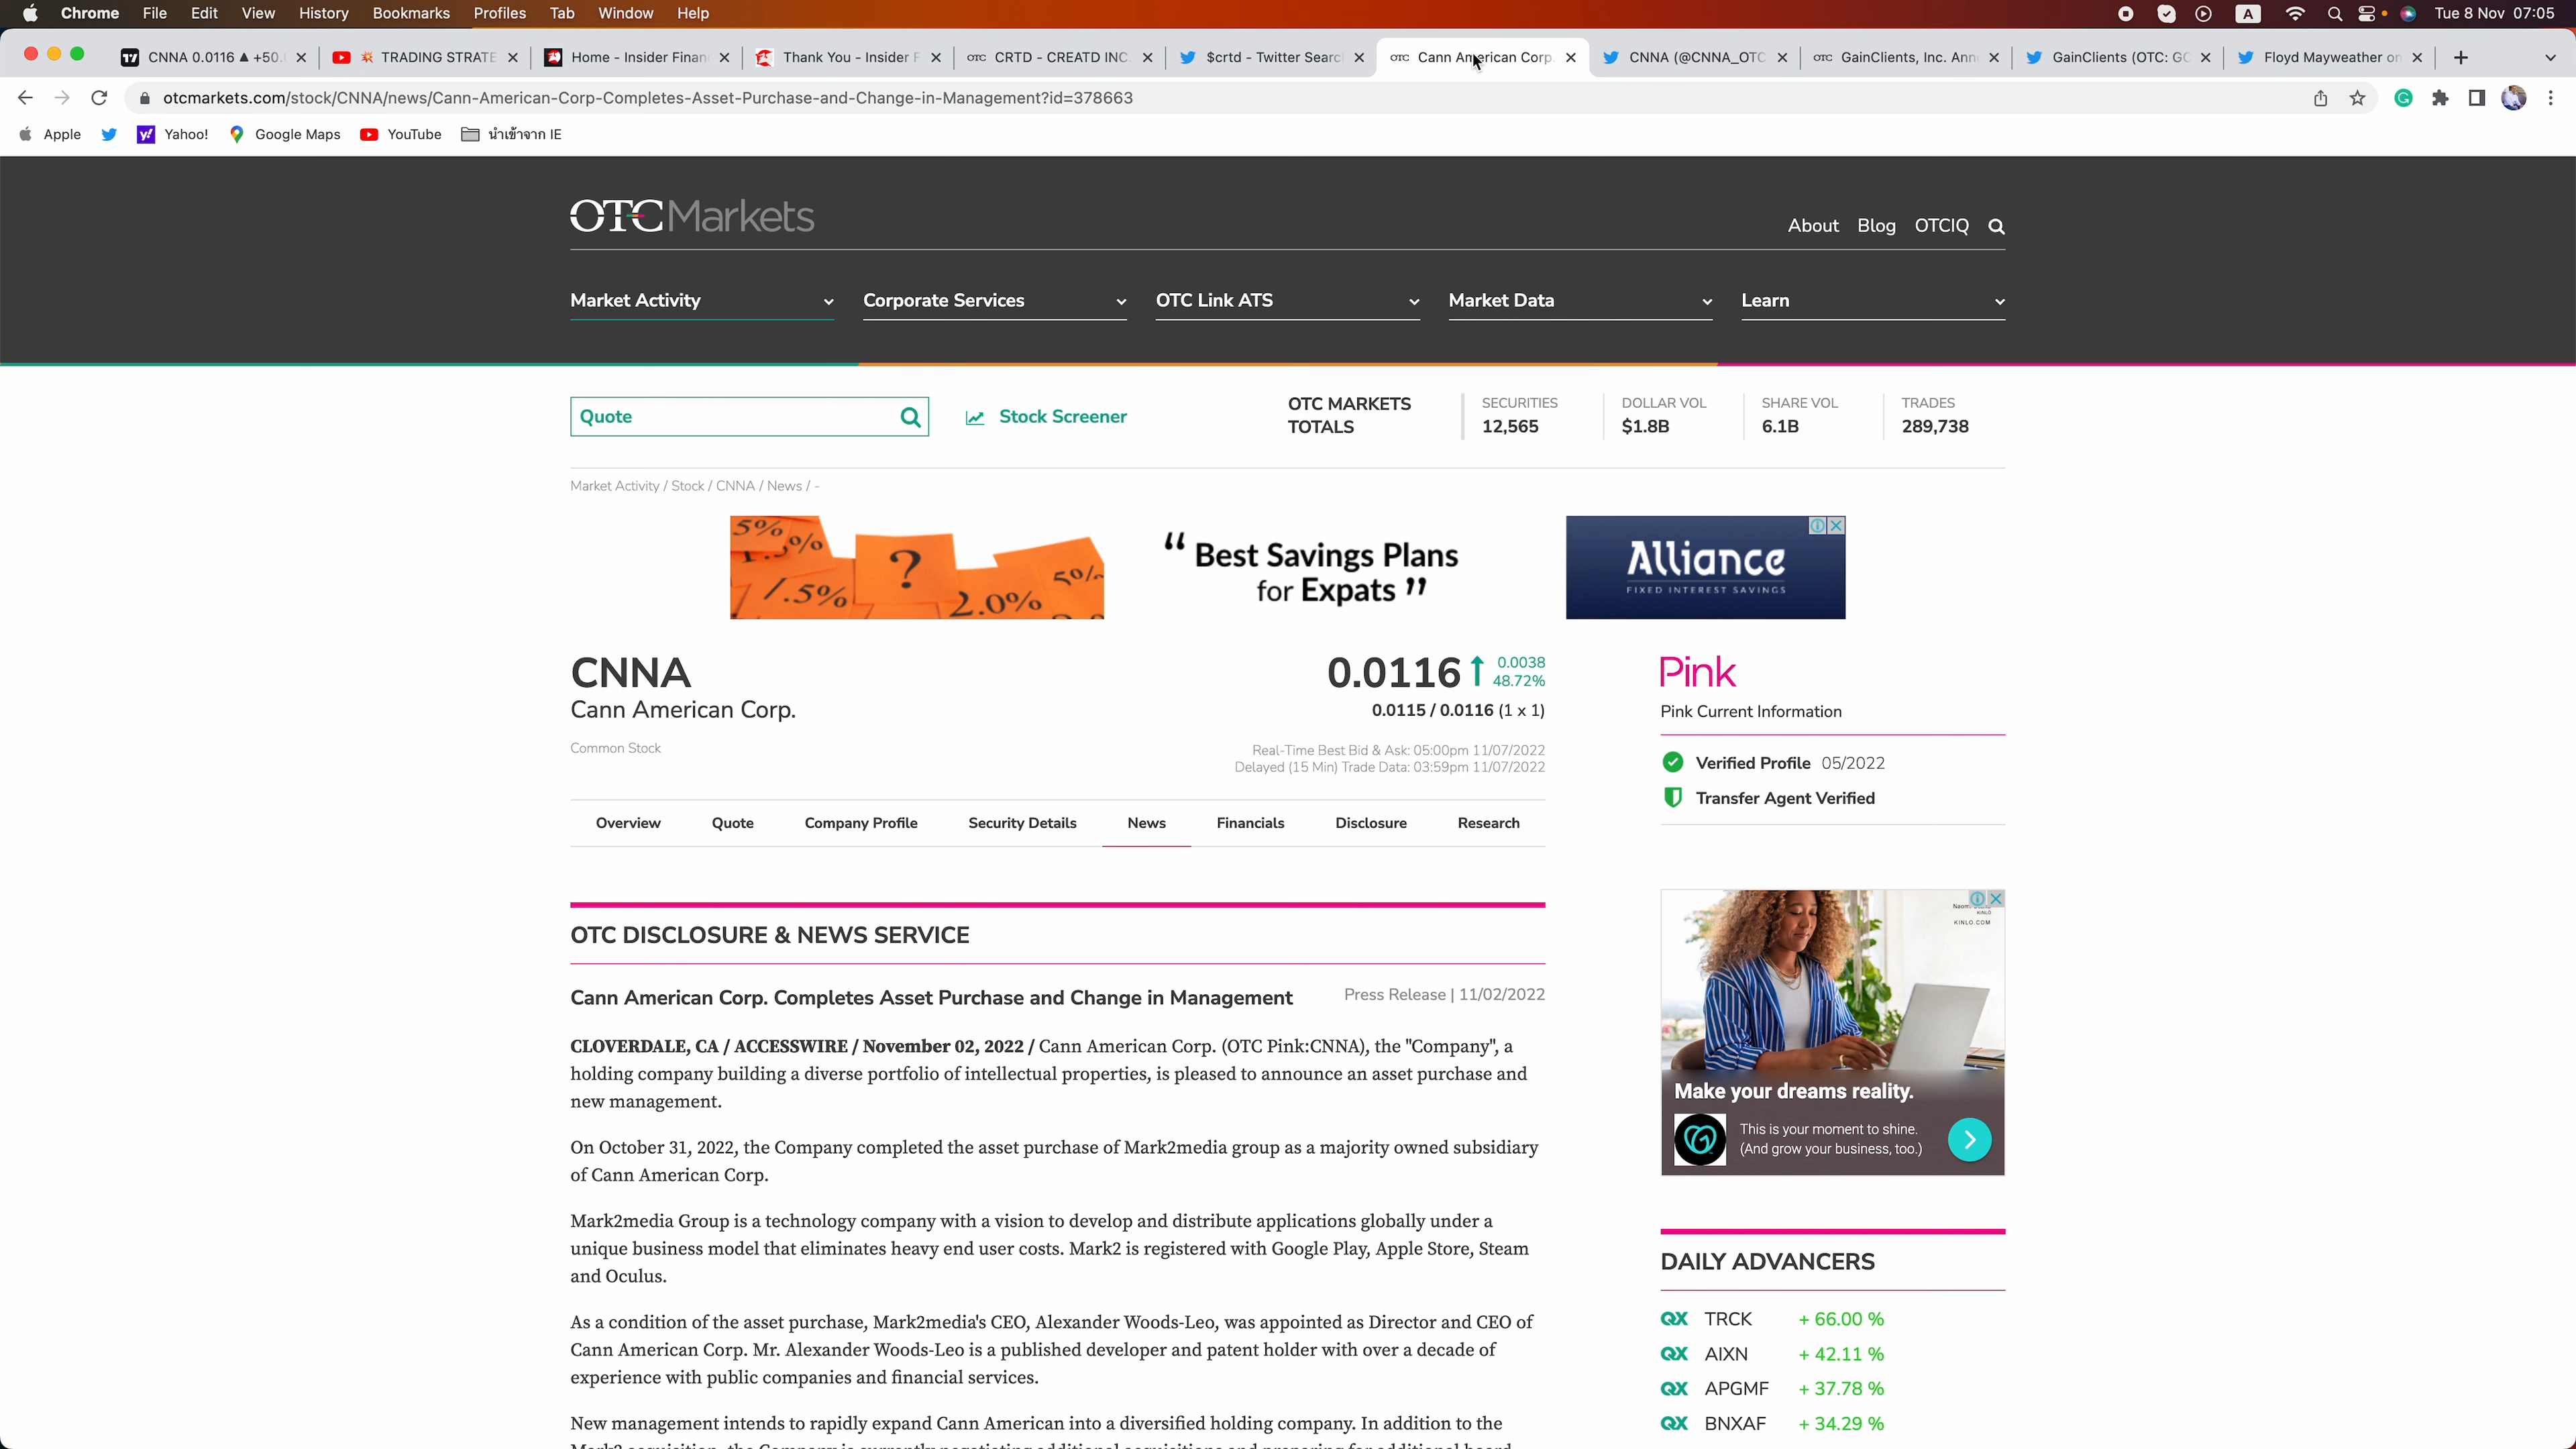 Chrome File Edit View History Bookmarks Profiles Tab Window Help
A Tue 8 Nov 07:05
CNNA 0.0116 ▲ +50. TRADING STRATE Home - Insider Finan Thank You - Insider F OTC CRTD - CREATD INC. $crtd - Twitter Searc OTC Cann American Corp. CNNA (@CNNA_OTC OTC GainClients, Inc. Ann GainClients (OTC: GC Floyd Mayweather on
otcmarkets.com/stock/CNNA/news/Cann-American-Corp-Completes-Asset-Purchase-and-Change-in-Management?id=378663
Apple Yahoo! Google Maps YouTube นำเข้าจาก IE
OTC Markets
About Blog OTCIQ
Market Activity Corporate Services OTC Link ATS Market Data Learn
Quote Stock Screener
OTC MARKETS TOTALS
SECURITIES DOLLAR VOL SHARE VOL TRADES
12,565 $1.8B 6.1B 289,738
Market Activity / Stock / CNNA / News / -
5% % 1.5% ? 2.0% 5%
“ Best Savings Plans
for Expats ”
Alliance
FIXED INTEREST SAVINGS
CNNA
Cann American Corp.
Common Stock
0.0116 0.0038
48.72%
0.0115 / 0.0116 (1 x 1)
Real-Time Best Bid & Ask: 05:00pm 11/07/2022
Delayed (15 Min) Trade Data: 03:59pm 11/07/2022
Pink
Pink Current Information
Verified Profile 05/2022
Transfer Agent Verified
Overview Quote Company Profile Security Details News Financials Disclosure Research
OTC DISCLOSURE & NEWS SERVICE
Cann American Corp. Completes Asset Purchase and Change in Management Press Release | 11/02/2022
CLOVERDALE, CA / ACCESSWIRE / November 02, 2022 / Cann American Corp. (OTC Pink:CNNA), the "Company", a
holding company building a diverse portfolio of intellectual properties, is pleased to announce an asset purchase and
new management.
On October 31, 2022, the Company completed the asset purchase of Mark2media group as a majority owned subsidiary
of Cann American Corp.
Mark2media Group is a technology company with a vision to develop and distribute applications globally under a
unique business model that eliminates heavy end user costs. Mark2 is registered with Google Play, Apple Store, Steam
and Oculus.
As a condition of the asset purchase, Mark2media's CEO, Alexander Woods-Leo, was appointed as Director and CEO of
Cann American Corp. Mr. Alexander Woods-Leo is a published developer and patent holder with over a decade of
experience with public companies and financial services.
New management intends to rapidly expand Cann American into a diversified holding company. In addition to the
KINLO
KINLO.COM
Make your dreams reality.
This is your moment to shine.
(And grow your business, too.)
DAILY ADVANCERS
QX TRCK + 66.00 %
QX AIXN + 42.11 %
QX APGMF + 37.78 %
QX BNXAF + 34.29 %